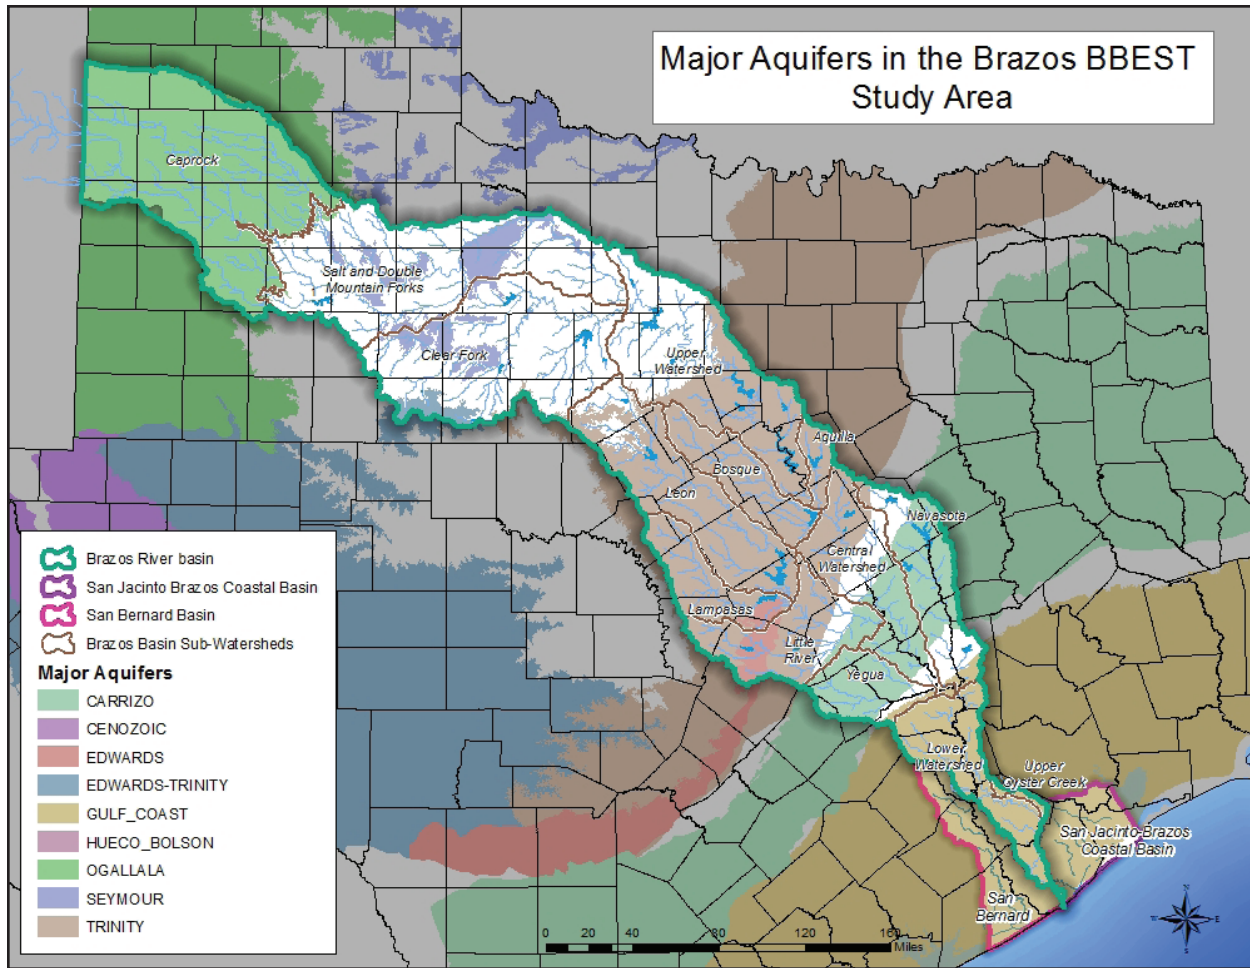 Major Aquifers in the Brazos BBEST
Study Area
Caprock
Salt and Double
Mountain Forks
Clear Fork
Upper
Watershed
Aquilla
Bosque
Leon
Navasota
Central
Watershed
Lampasas
Little
River
Yegua
Lower
Watershed
Upper
Oyster Creek
San Jacinto-Brazos
Coastal Basin
San
Bernard
Brazos River basin
San Jacinto Brazos Coastal Basin
San Bernard Basin
Brazos Basin Sub-Watersheds
Major Aquifers
CARRIZO
CENOZOIC
EDWARDS
EDWARDS-TRINITY
GULF_COAST
HUECO_BOLSON
OGALLALA
SEYMOUR
TRINITY
0 20 40 80 120 160
Miles
N
W E
S